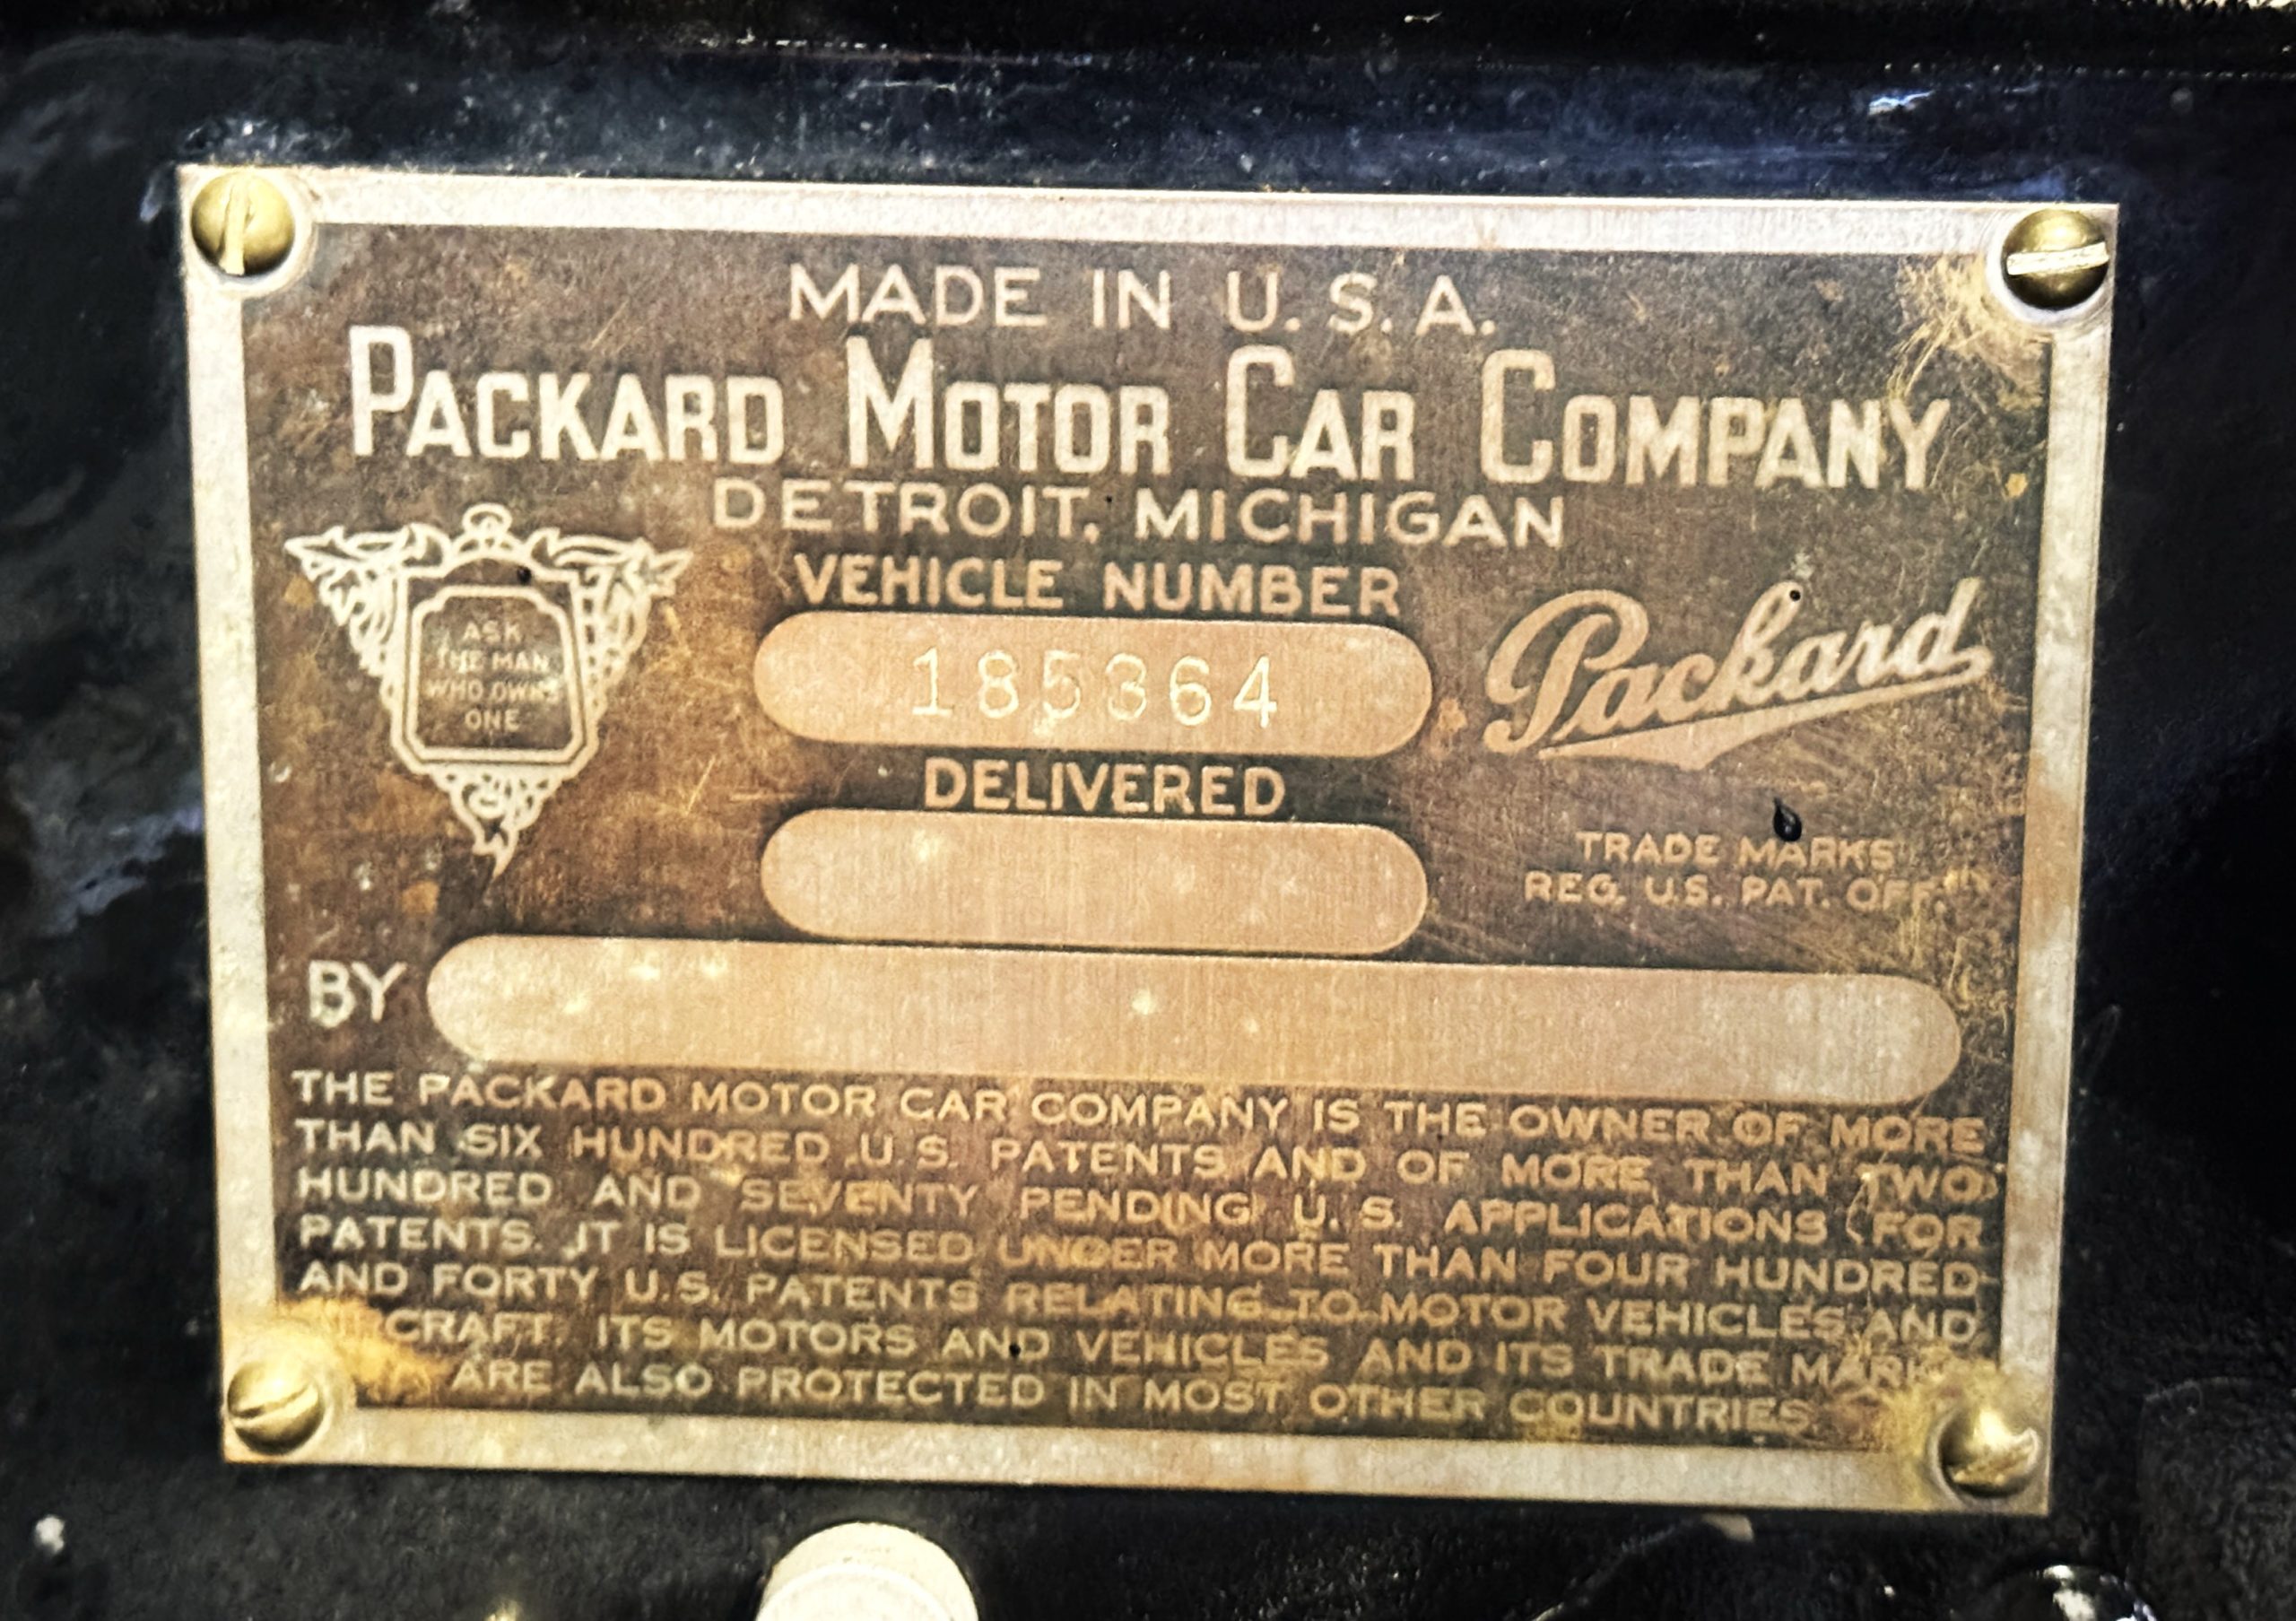 MADE IN U.S.A.
PACKARD MOTOR CAR COMPANY
DETROIT, MICHIGAN
VEHICLE NUMBER
185364
ASK
THE MAN
WHO OWNS
ONE
Packard
DELIVERED
TRADE MARKS
REG. U.S. PAT. OFF.
BY
THE PACKARD MOTOR CAR COMPANY IS THE OWNER OF MORE
THAN SIX HUNDRED U.S. PATENTS AND OF MORE THAN TWO
HUNDRED AND SEVENTY PENDING U.S. APPLICATIONS FOR
PATENTS. IT IS LICENSED UNDER MORE THAN FOUR HUNDRED
AND FORTY U.S. PATENTS RELATING TO MOTOR VEHICLES AND
CRAFT. ITS MOTORS AND VEHICLES AND ITS TRADE MARK
ARE ALSO PROTECTED IN MOST OTHER COUNTRIES